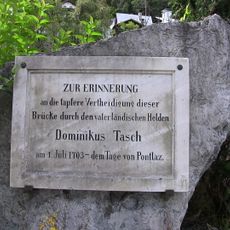 ZUR ERINNERUNG
an die tapfere Vertheidigung dieser
Brücke durch den vaterländischen Helden
Dominikus Tasch
am 1. Juli 1703 – dem Tage von Pontlaz.